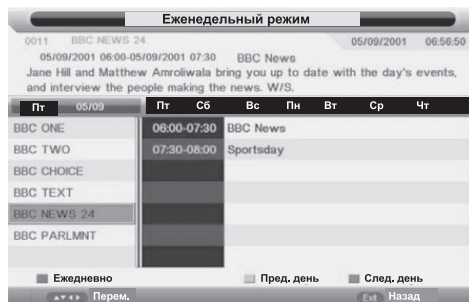 Еженедельный режим
0011 BBC NEWS 24 05/09/2001 06:56:50
05/09/2001 06:00-05/09/2001 07:30 BBC News
Jane Hill and Matthew Amroliwala bring you up to date with the day's events,
and interview the people making the news. W/S.
Пт 05/09 Пт Сб Вс Пн Вт Ср Чт
BBC ONE 06:00-07:30 BBC News
BBC TWO 07:30-08:00 Sportsday
BBC CHOICE
BBC TEXT
BBC NEWS 24
BBC PARLMNT
Ежедневно Пред. день След. день
Перем. Exit Назад